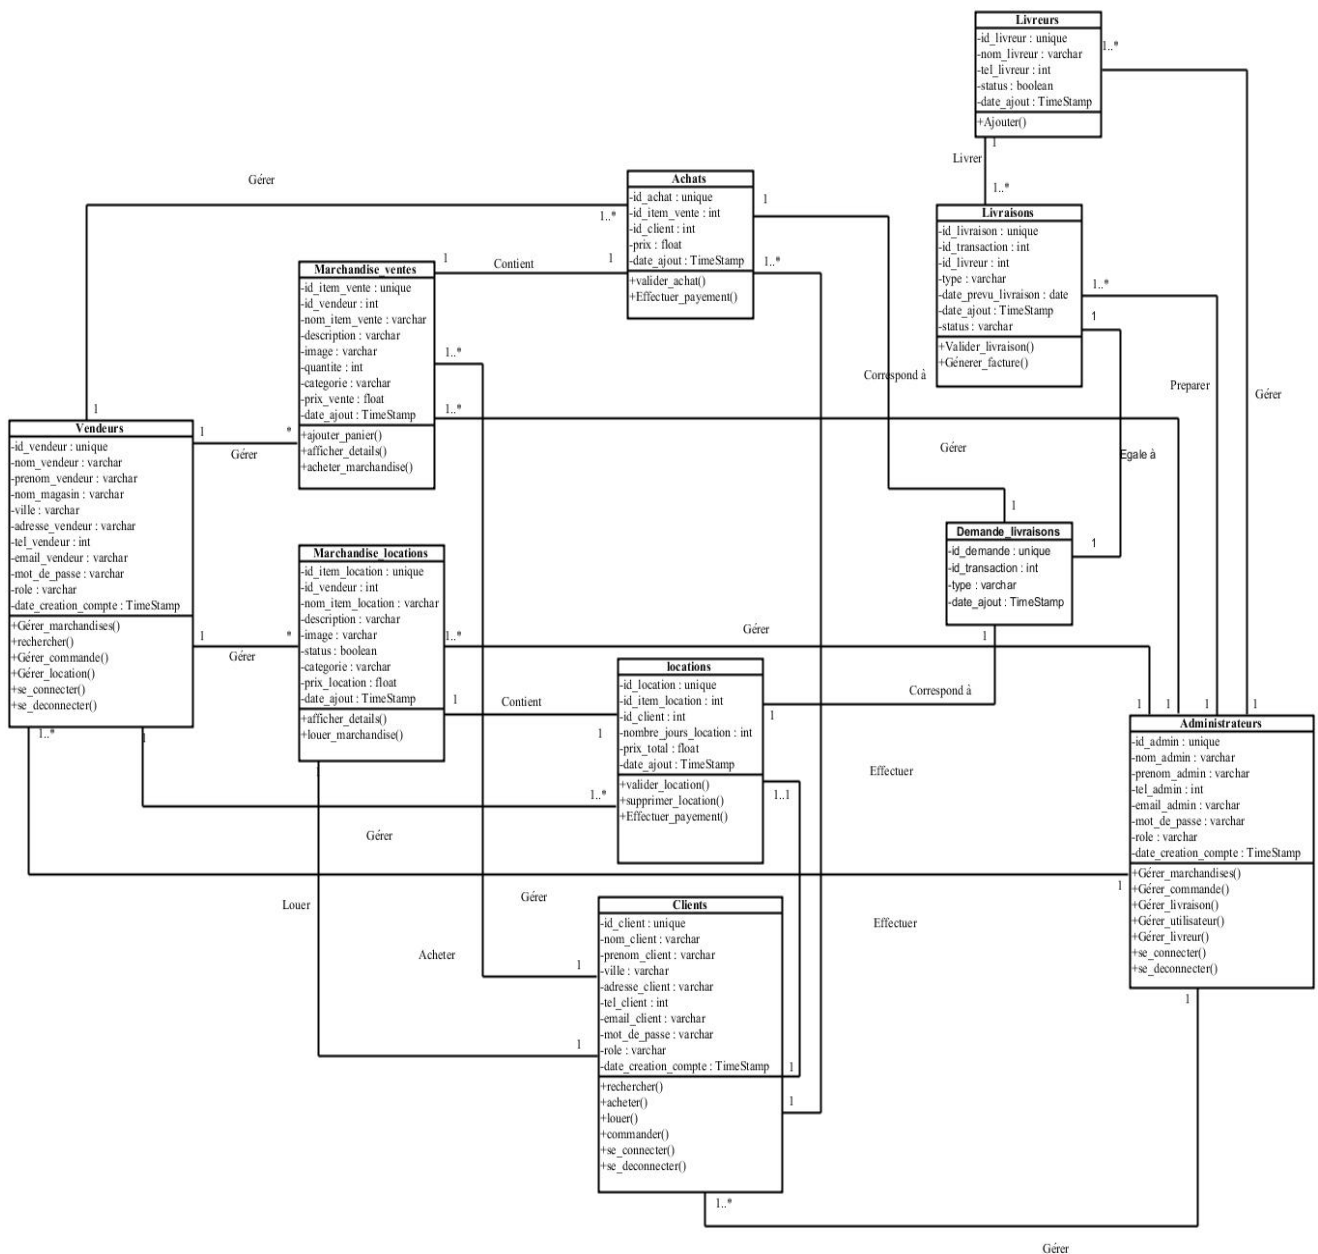 Livreurs
-id_livreur : unique
-nom_livreur : varchar
-tel_livreur : int
-status : boolean
-date_ajout : TimeStamp
+Ajouter()
1..*
1
Livrer
1..*
Livraisons
-id_livraison : unique
-id_transaction : int
-id_livreur : int
-type : varchar
-date_prevu_livraison : date
-date_ajout : TimeStamp
-status : varchar
+Valider_livraison()
+Génerer_facture()
1..*
1
Preparer
Gérer
Egale à
Gérer
1..*
Achats
-id_achat : unique
-id_item_vente : int
-id_client : int
-prix : float
-date_ajout : TimeStamp
+valider_achat()
+Effectuer_payement()
1
1..*
1
Contient
1
Correspond à
Marchandise_ventes
-id_item_vente : unique
-id_vendeur : int
-nom_item_vente : varchar
-description : varchar
-image : varchar
-quantite : int
-categorie : varchar
-prix_vente : float
-date_ajout : TimeStamp
+ajouter_panier()
+afficher_details()
+acheter_marchandise()
1..*
1..*
Gérer
1
Vendeurs
-id_vendeur : unique
-nom_vendeur : varchar
-prenom_vendeur : varchar
-nom_magasin : varchar
-ville : varchar
-adresse_vendeur : varchar
-tel_vendeur : int
-email_vendeur : varchar
-mot_de_passe : varchar
-role : varchar
-date_creation_compte : TimeStamp
+Gérer_marchandises()
+rechercher()
+Gérer_commande()
+Gérer_location()
+se_connecter()
+se_deconnecter()
1
*
Gérer
1
*
Gérer
1..*
1
Marchandise_locations
-id_item_location : unique
-id_vendeur : int
-nom_item_location : varchar
-description : varchar
-image : varchar
-status : boolean
-categorie : varchar
-prix_location : float
-date_ajout : TimeStamp
+afficher_details()
+louer_marchandise()
1..*
1
Contient
1
Gérer
1
Demande_livraisons
-id_demande : unique
-id_transaction : int
-type : varchar
-date_ajout : TimeStamp
1
1
Correspond à
1
locations
-id_location : unique
-id_item_location : int
-id_client : int
-nombre_jours_location : int
-prix_total : float
-date_ajout : TimeStamp
+valider_location()
+supprimer_location()
+Effectuer_payement()
1..*
1..1
Effectuer
Gérer
Louer
Gérer
Acheter
Effectuer
1
1
1
1
Clients
-id_client : unique
-nom_client : varchar
-prenom_client : varchar
-ville : varchar
-adresse_client : varchar
-tel_client : int
-email_client : varchar
-mot_de_passe : varchar
-role : varchar
-date_creation_compte : TimeStamp
+rechercher()
+acheter()
+louer()
+commander()
+se_connecter()
+se_deconnecter()
1..*
1
1
1
1
Administrateurs
-id_admin : unique
-nom_admin : varchar
-prenom_admin : varchar
-tel_admin : int
-email_admin : varchar
-mot_de_passe : varchar
-role : varchar
-date_creation_compte : TimeStamp
+Gérer_marchandises()
+Gérer_commande()
+Gérer_livraison()
+Gérer_utilisateur()
+Gérer_livreur()
+se_connecter()
+se_deconnecter()
1
1
Gérer